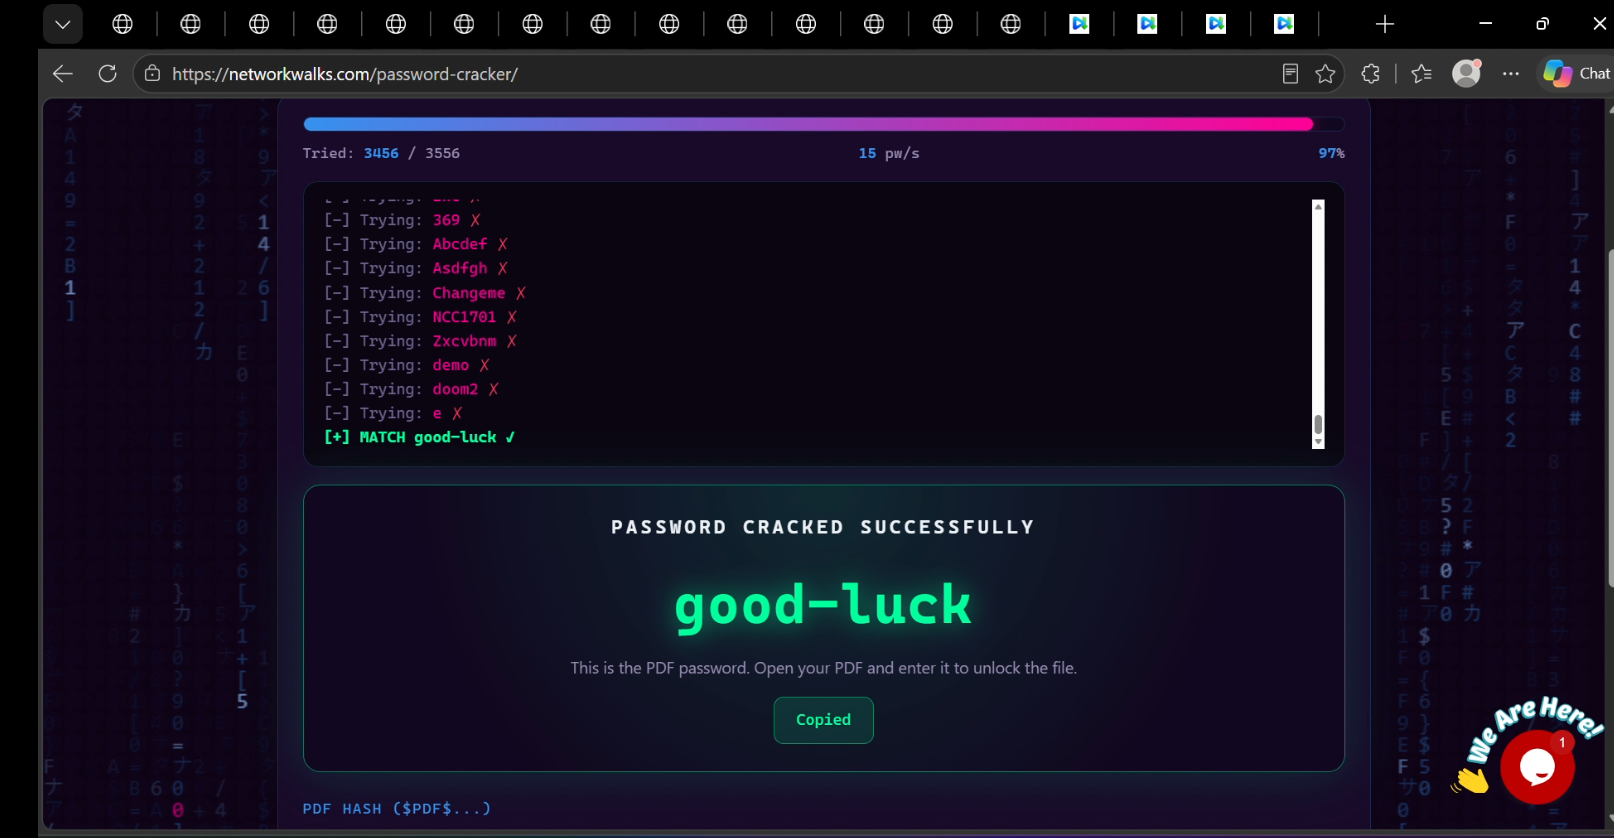 https://networkwalks.com/password-cracker/
Chat
Tried: 3456 / 3556
15 pw/s
97%
[-] Trying: 369 ✗
[-] Trying: Abcdef ✗
[-] Trying: Asdfgh ✗
[-] Trying: Changeme ✗
[-] Trying: NCC1701 ✗
[-] Trying: Zxcvbnm ✗
[-] Trying: demo ✗
[-] Trying: doom2 ✗
[-] Trying: e ✗
[+] MATCH good-luck ✓
PASSWORD CRACKED SUCCESSFULLY
good-luck
This is the PDF password. Open your PDF and enter it to unlock the file.
Copied
We Are Here!
1
PDF HASH ($PDF$...)